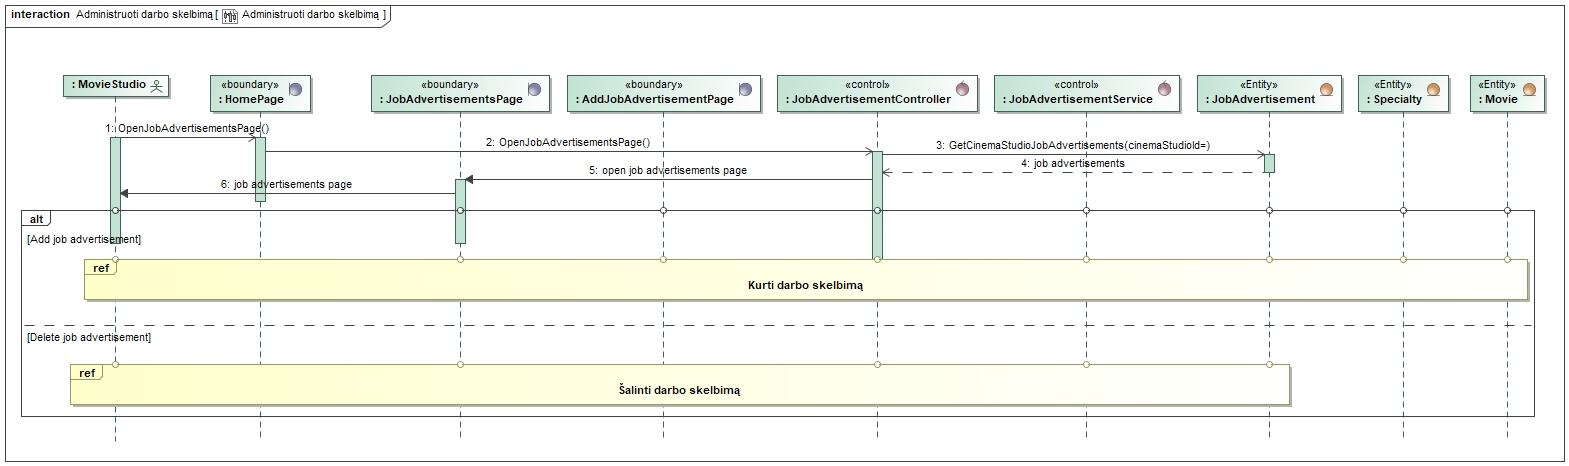 interaction Administruoti darbo skelbimą [ Administruoti darbo skelbimą ]
: MovieStudio
«boundary»
: HomePage
«boundary»
: JobAdvertisementsPage
«boundary»
: AddJobAdvertisementPage
«control»
: JobAdvertisementController
«control»
: JobAdvertisementService
«Entity»
: JobAdvertisement
«Entity»
: Specialty
«Entity»
: Movie
1: OpenJobAdvertisementsPage()
2: OpenJobAdvertisementsPage()
3: GetCinemaStudioJobAdvertisements(cinemaStudioId=)
4: job advertisements
5: open job advertisements page
6: job advertisements page
alt
[Add job advertisement]
ref
Kurti darbo skelbimą
[Delete job advertisement]
ref
Šalinti darbo skelbimą